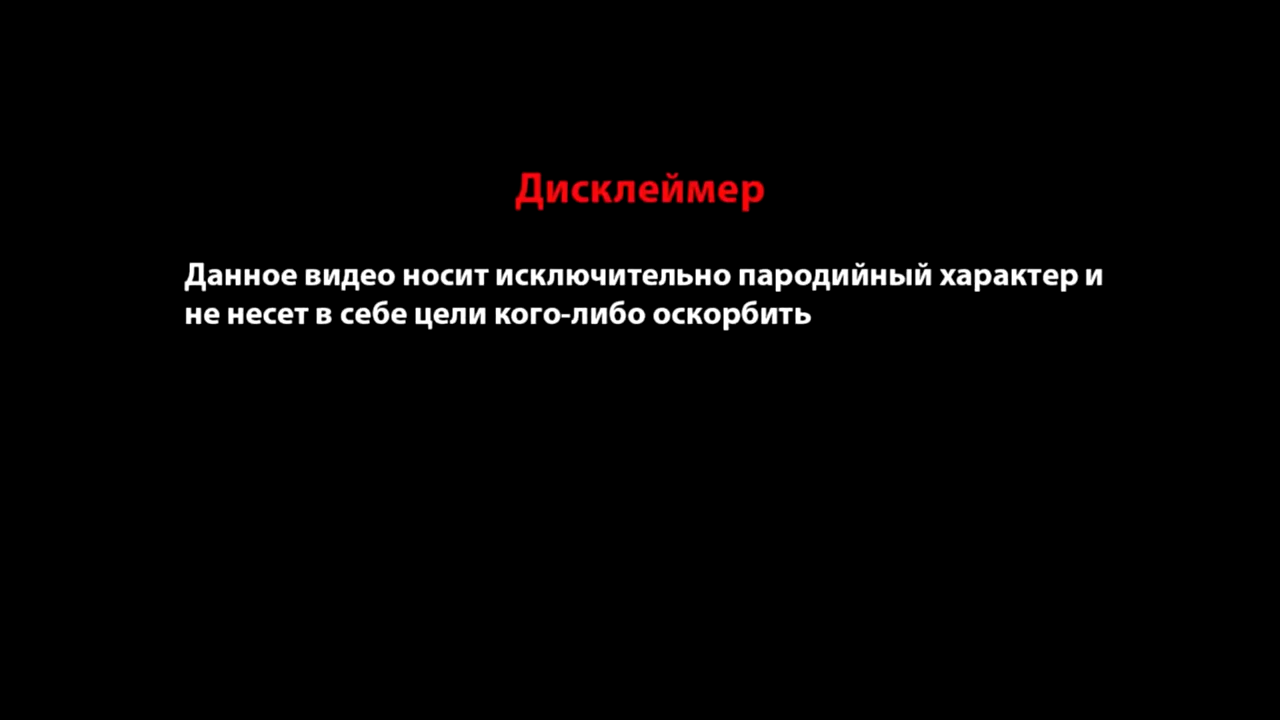 Дисклеймер
Данное видео носит исключительно пародийный характер и
не несет в себе цели кого-либо оскорбить